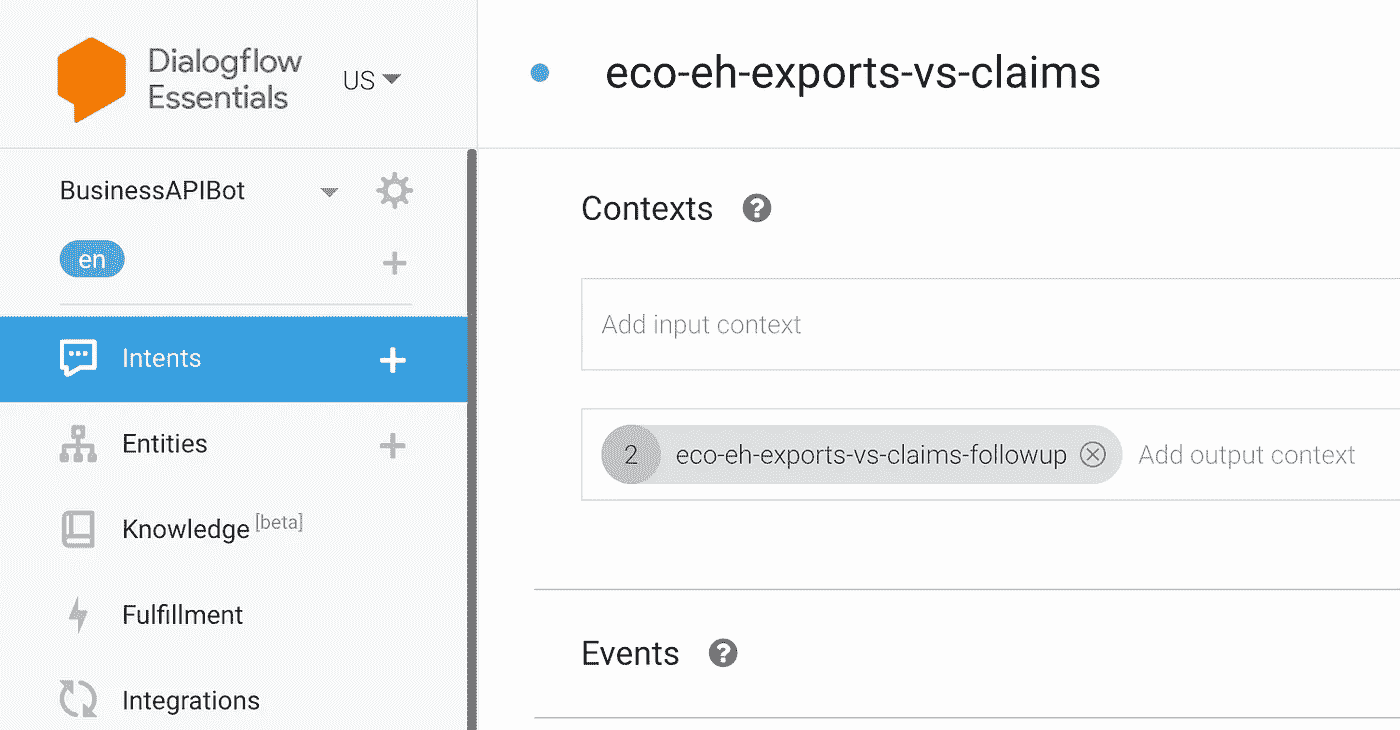 Dialogflow
Essentials
US
eco-eh-exports-vs-claims
BusinessAPIBot
en
Intents
Entities
Knowledge [beta]
Fulfillment
Integrations
Contexts
Add input context
2 eco-eh-exports-vs-claims-followup Add output context
Events